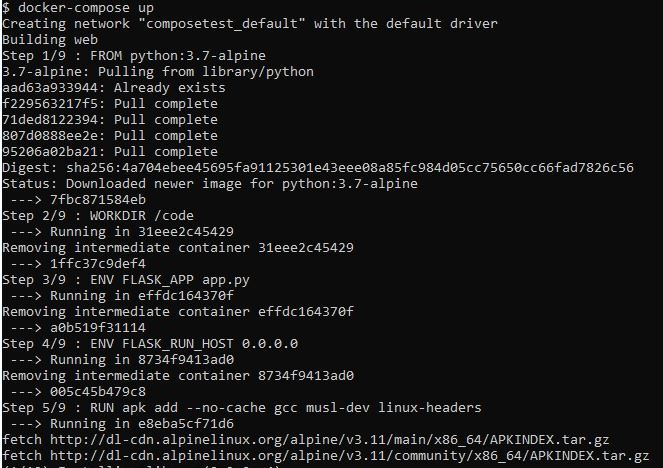 $ docker-compose up
Creating network "composetest_default" with the default driver
Building web
Step 1/9 : FROM python:3.7-alpine
3.7-alpine: Pulling from library/python
aad63a933944: Already exists
f229563217f5: Pull complete
71ded8122394: Pull complete
807d0888ee2e: Pull complete
95206a02ba21: Pull complete
Digest: sha256:4a704ebee45695fa91125301e43eee08a85fc984d05cc75650cc66fad7826c56
Status: Downloaded newer image for python:3.7-alpine
 ---> 7fbc871584eb
Step 2/9 : WORKDIR /code
 ---> Running in 31eee2c45429
Removing intermediate container 31eee2c45429
 ---> 1ffc37c9def4
Step 3/9 : ENV FLASK_APP app.py
 ---> Running in effdc164370f
Removing intermediate container effdc164370f
 ---> a0b519f31114
Step 4/9 : ENV FLASK_RUN_HOST 0.0.0.0
 ---> Running in 8734f9413ad0
Removing intermediate container 8734f9413ad0
 ---> 005c45b479c8
Step 5/9 : RUN apk add --no-cache gcc musl-dev linux-headers
 ---> Running in e8eba5cf71d6
fetch http://dl-cdn.alpinelinux.org/alpine/v3.11/main/x86_64/APKINDEX.tar.gz
fetch http://dl-cdn.alpinelinux.org/alpine/v3.11/community/x86_64/APKINDEX.tar.gz